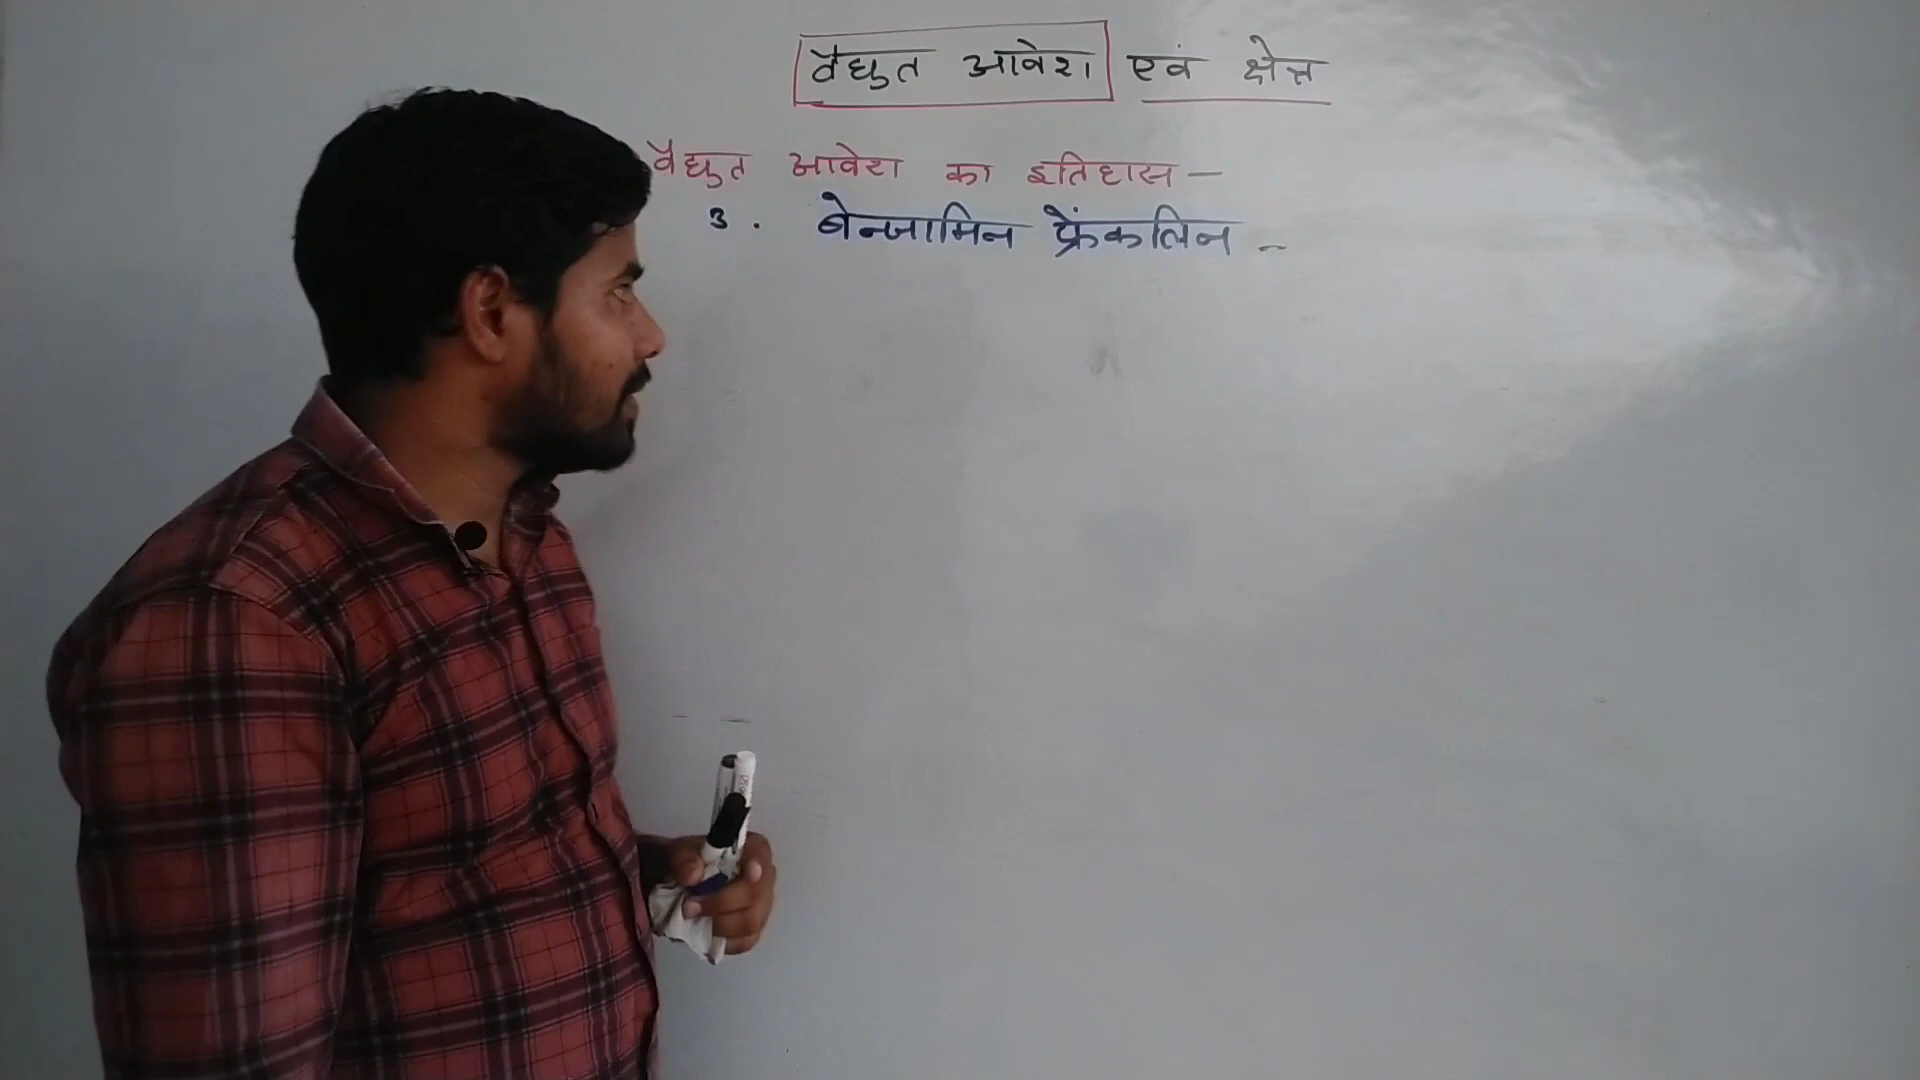 वैद्युत आवेश एवं क्षेत्र
वैद्युत आवेश का इतिहास –
3. बेन्जामिन फ्रेंकलिन –